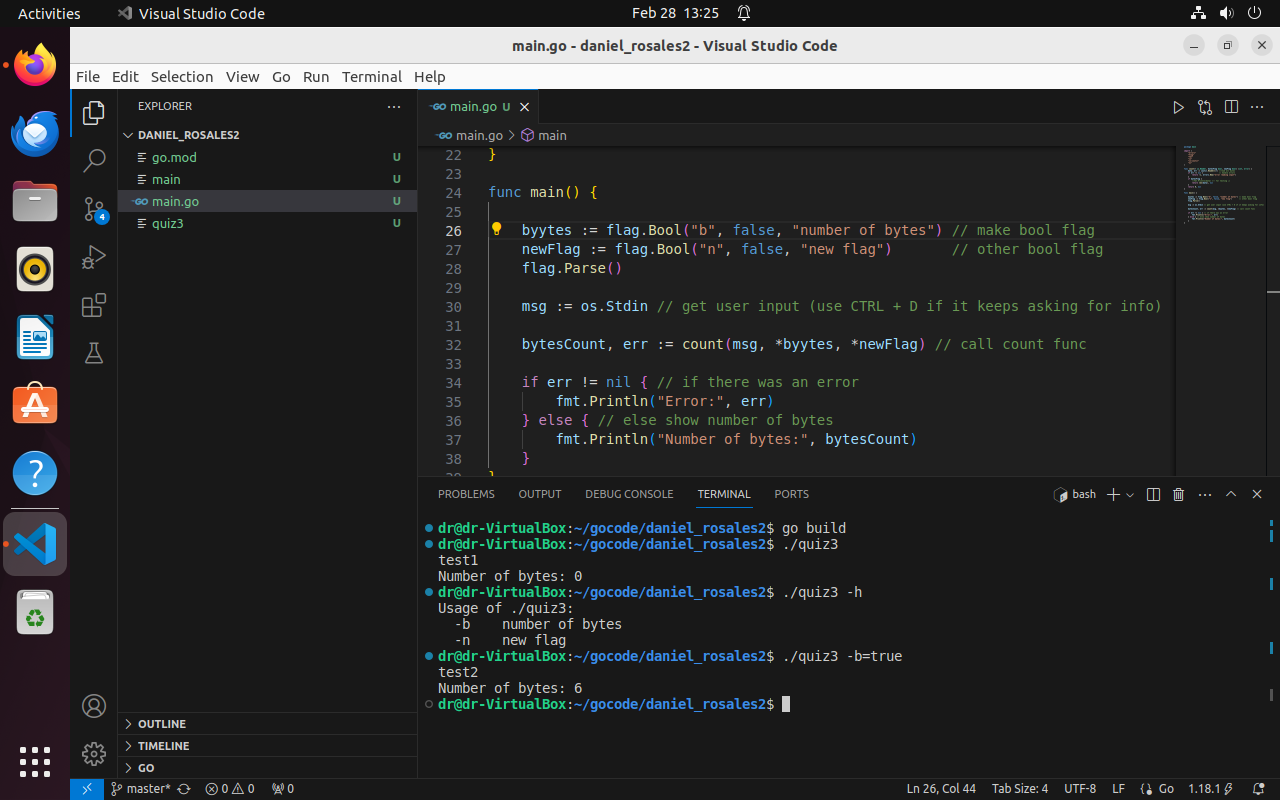 Activities
Visual Studio Code
Feb 28 13:25
main.go - daniel_rosales2 - Visual Studio Code
File Edit Selection View Go Run Terminal Help
EXPLORER
DANIEL_ROSALES2
go.mod U
main U
GO main.go U
quiz3 U
4
OUTLINE
TIMELINE
GO
GO main.go U
GO main.go > main
22 }
23
24 func main() {
25
26 byytes := flag.Bool("b", false, "number of bytes") // make bool flag
27 newFlag := flag.Bool("n", false, "new flag") // other bool flag
28 flag.Parse()
29
30 msg := os.Stdin // get user input (use CTRL + D if it keeps asking for info)
31
32 bytesCount, err := count(msg, *byytes, *newFlag) // call count func
33
34 if err != nil { // if there was an error
35 fmt.Println("Error:", err)
36 } else { // else show number of bytes
37 fmt.Println("Number of bytes:", bytesCount)
38 }
39 }
PROBLEMS OUTPUT DEBUG CONSOLE TERMINAL PORTS
bash
dr@dr-VirtualBox:~/gocode/daniel_rosales2$ go build
dr@dr-VirtualBox:~/gocode/daniel_rosales2$ ./quiz3
test1
Number of bytes: 0
dr@dr-VirtualBox:~/gocode/daniel_rosales2$ ./quiz3 -h
Usage of ./quiz3:
-b number of bytes
-n new flag
dr@dr-VirtualBox:~/gocode/daniel_rosales2$ ./quiz3 -b=true
test2
Number of bytes: 6
dr@dr-VirtualBox:~/gocode/daniel_rosales2$
master* 0 0 0
Ln 26, Col 44 Tab Size: 4 UTF-8 LF Go 1.18.1